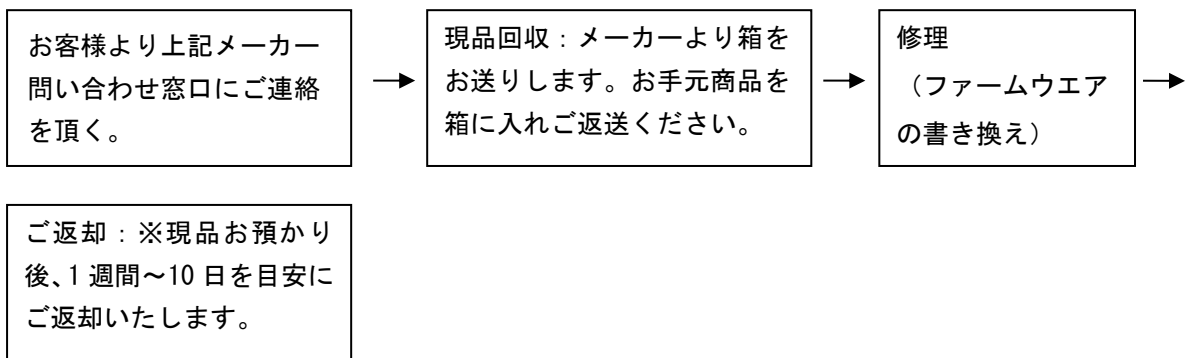 お客様より上記メーカー
問い合わせ窓口にご連絡
を頂く。
現品回収：メーカーより箱を
お送りします。お手元商品を
箱に入れご返送ください。
修理
（ファームウエア
の書き換え）
ご返却：※現品お預かり
後、1週間～10日を目安に
ご返却いたします。